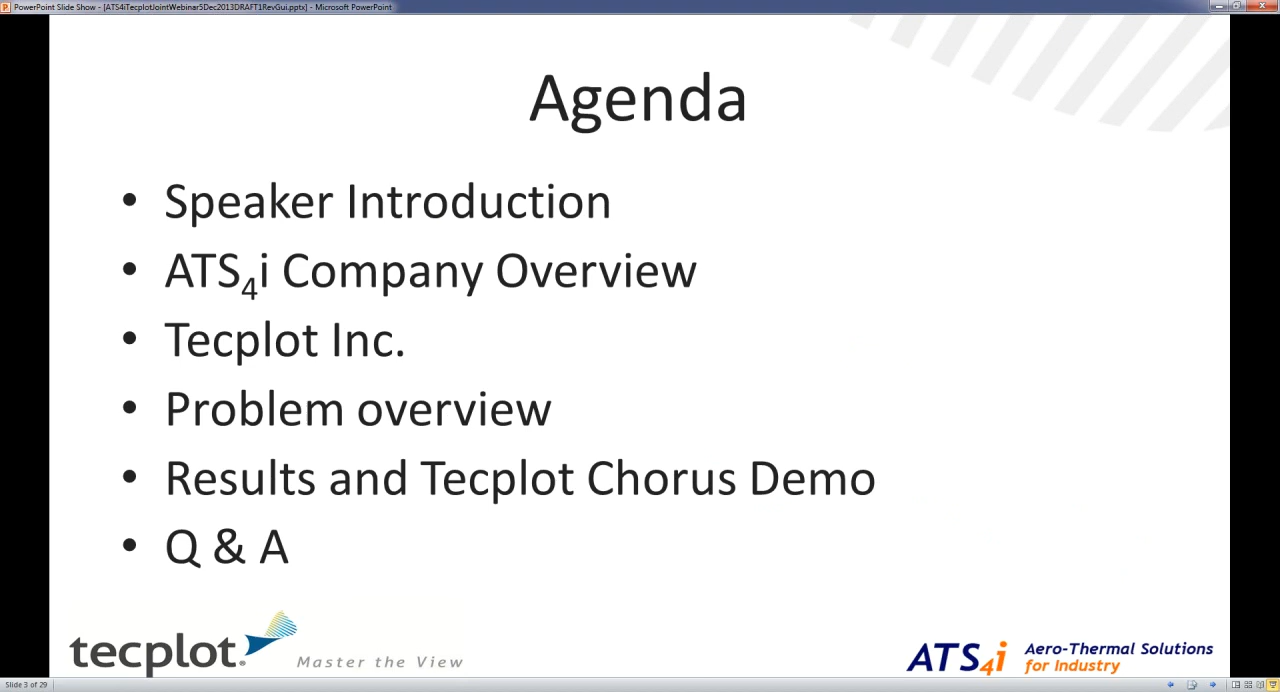 PowerPoint Slide Show - [ATS4iTecplotJointWebinar5Dec2013DRAFT1RevGui.pptx] - Microsoft PowerPoint
Agenda
• Speaker Introduction
• ATS4i Company Overview
• Tecplot Inc.
• Problem overview
• Results and Tecplot Chorus Demo
• Q & A
tecplot. Master the View
ATS4i Aero-Thermal Solutions
for Industry
Slide 3 of 29